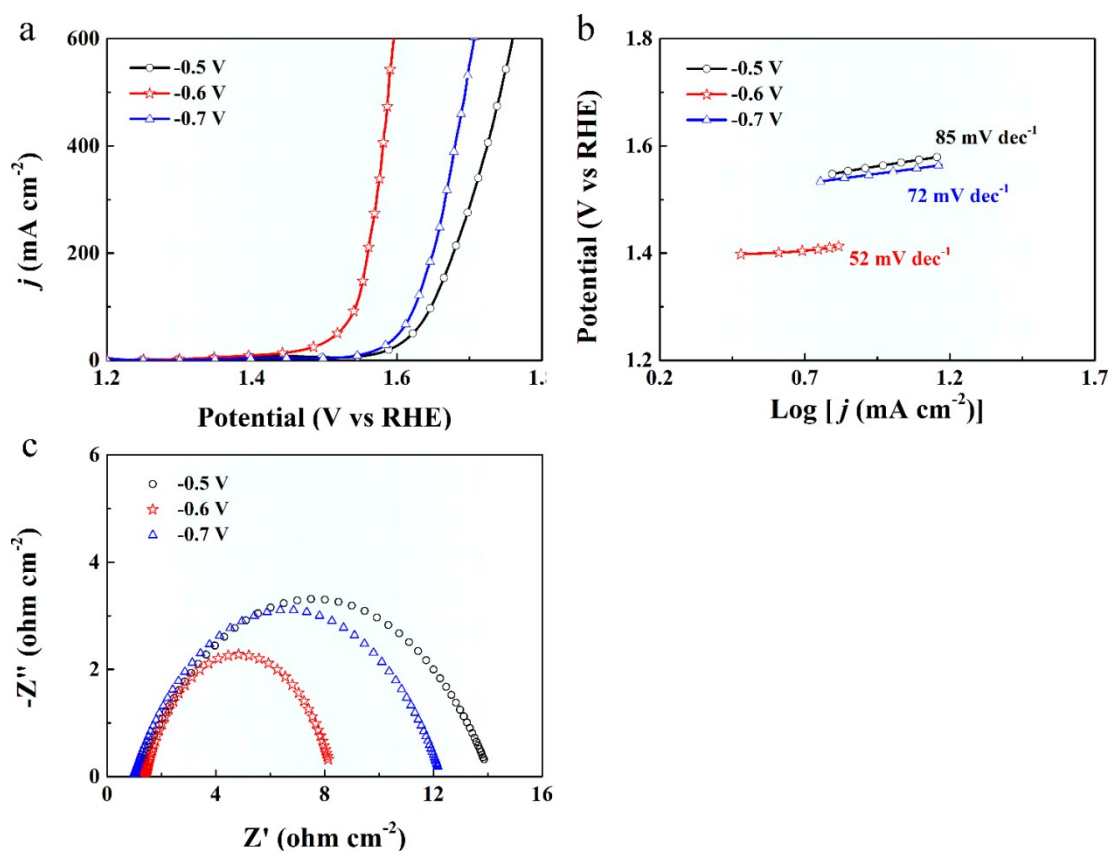 a
600
400
200
0
j (mA cm⁻²)
-0.5 V
-0.6 V
-0.7 V
1.2 1.4 1.6 1.8
Potential (V vs RHE)
b
1.8
1.6
1.4
1.2
Potential (V vs RHE)
-0.5 V
-0.6 V
-0.7 V
85 mV dec⁻¹
72 mV dec⁻¹
52 mV dec⁻¹
0.2 0.7 1.2 1.7
Log [ j (mA cm⁻²)]
c
6
4
2
0
-Z'' (ohm cm⁻²)
-0.5 V
-0.6 V
-0.7 V
0 4 8 12 16
Z' (ohm cm⁻²)